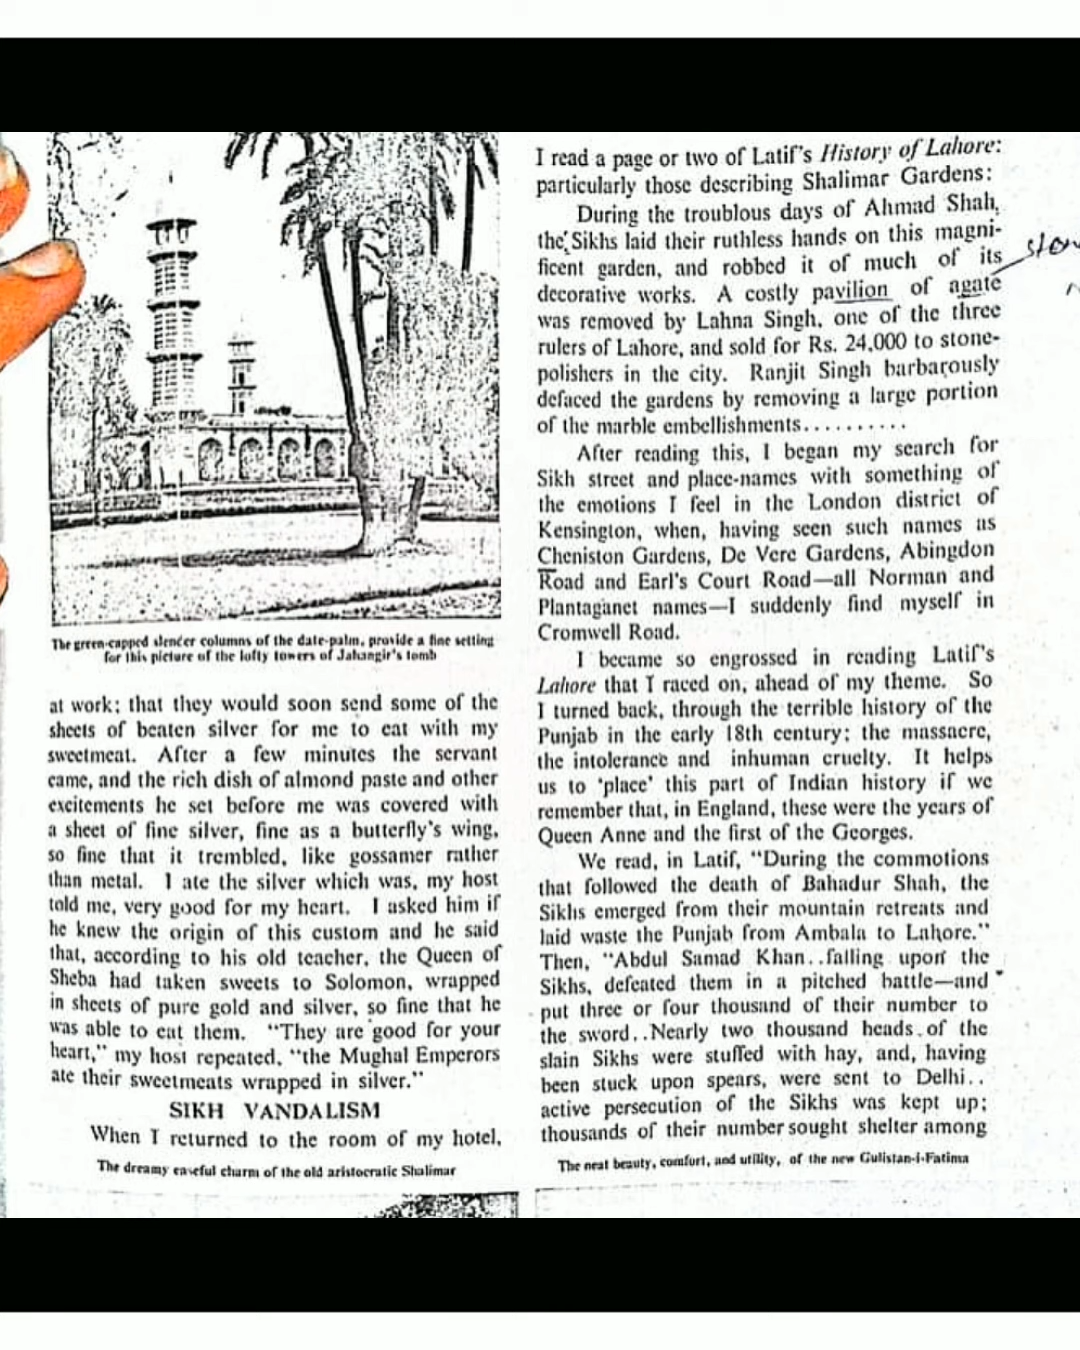 The green-capped slender columns of the date-palm, provide a fine setting
for this picture of the lofty towers of Jahangir's tomb
at work; that they would soon send some of the
sheets of beaten silver for me to eat with my
sweetmeat. After a few minutes the servant
came, and the rich dish of almond paste and other
excitements he set before me was covered with
a sheet of fine silver, fine as a butterfly's wing,
so fine that it trembled, like gossamer rather
than metal. I ate the silver which was, my host
told me, very good for my heart. I asked him if
he knew the origin of this custom and he said
that, according to his old teacher, the Queen of
Sheba had taken sweets to Solomon, wrapped
in sheets of pure gold and silver, so fine that he
was able to eat them. "They are good for your
heart," my host repeated, "the Mughal Emperors
ate their sweetmeats wrapped in silver."
SIKH VANDALISM
When I returned to the room of my hotel,
The dreamy easeful charm of the old aristocratic Shalimar
I read a page or two of Latif's History of Lahore:
particularly those describing Shalimar Gardens:
During the troublous days of Ahmad Shah,
the Sikhs laid their ruthless hands on this magni-
ficent garden, and robbed it of much of its
decorative works. A costly pavilion of agate
was removed by Lahna Singh, one of the three
rulers of Lahore, and sold for Rs. 24,000 to stone-
polishers in the city. Ranjit Singh barbarously
defaced the gardens by removing a large portion
of the marble embellishments..........
After reading this, I began my search for
Sikh street and place-names with something of
the emotions I feel in the London district of
Kensington, when, having seen such names as
Cheniston Gardens, De Vere Gardens, Abingdon
Road and Earl's Court Road—all Norman and
Plantaganet names—I suddenly find myself in
Cromwell Road.
I became so engrossed in reading Latif's
Lahore that I raced on, ahead of my theme. So
I turned back, through the terrible history of the
Punjab in the early 18th century; the massacre,
the intolerance and inhuman cruelty. It helps
us to 'place' this part of Indian history if we
remember that, in England, these were the years of
Queen Anne and the first of the Georges.
We read, in Latif, "During the commotions
that followed the death of Bahadur Shah, the
Sikhs emerged from their mountain retreats and
laid waste the Punjab from Ambala to Lahore."
Then, "Abdul Samad Khan..falling upon the
Sikhs, defeated them in a pitched battle—and
put three or four thousand of their number to
the sword..Nearly two thousand heads of the
slain Sikhs were stuffed with hay, and, having
been stuck upon spears, were sent to Delhi..
active persecution of the Sikhs was kept up;
thousands of their number sought shelter among
The neat beauty, comfort, and utility, of the new Gulistan-i-Fatima